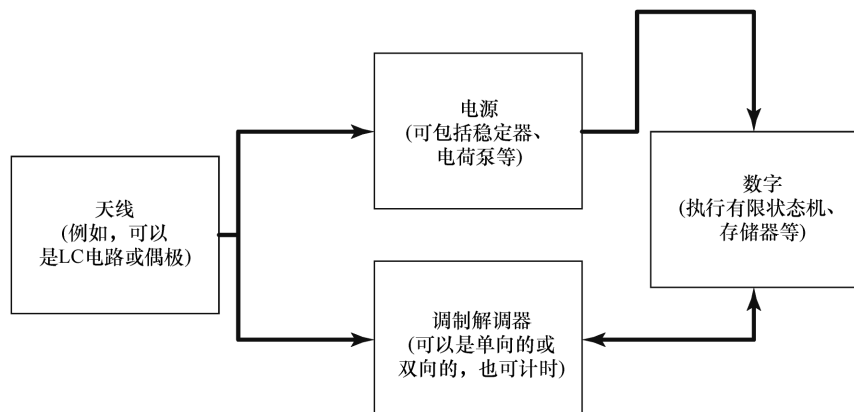 电源
(可包括稳定器、
电荷泵等)
天线
(例如，可以
是LC电路或偶极)
数字
(执行有限状态机、
存储器等)
调制解调器
(可以是单向的或
双向的，也可计时)